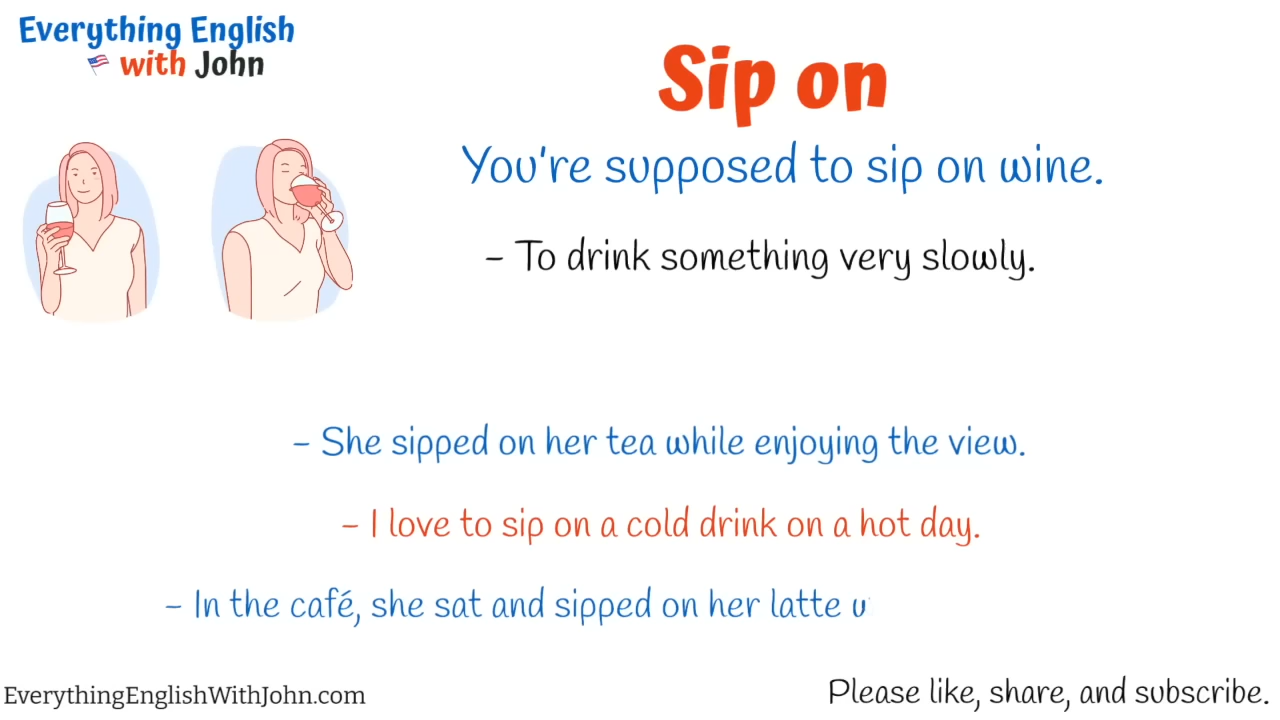 Everything English
with John
Sip on
You're supposed to sip on wine.
- To drink something very slowly.
- She sipped on her tea while enjoying the view.
- I love to sip on a cold drink on a hot day.
- In the café, she sat and sipped on her latte
EverythingEnglishWithJohn.com
Please like, share, and subscribe.